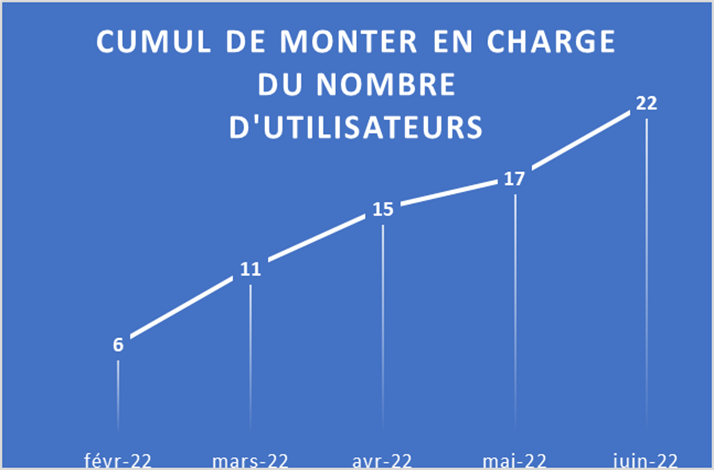 CUMUL DE MONTER EN CHARGE
DU NOMBRE
D'UTILISATEURS
22
17
15
11
6
févr-22 mars-22 avr-22 mai-22 juin-22